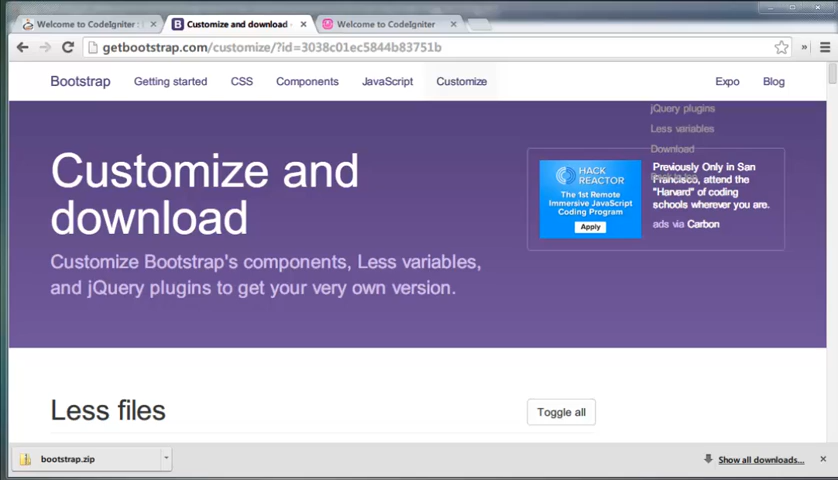 Welcome to CodeIgniter :
Customize and download ·
Welcome to CodeIgniter
getbootstrap.com/customize/?id=3038c01ec5844b83751b
Bootstrap Getting started CSS Components JavaScript Customize Expo Blog
jQuery plugins
Less variables
Download
Customize and
download
Customize Bootstrap's components, Less variables,
and jQuery plugins to get your very own version.
HACK
REACTOR
The 1st Remote
Immersive JavaScript
Coding Program
Apply
Previously Only in San
Francisco, attend the
"Harvard" of coding
schools wherever you are.
ads via Carbon
Less files
Toggle all
bootstrap.zip
Show all downloads...